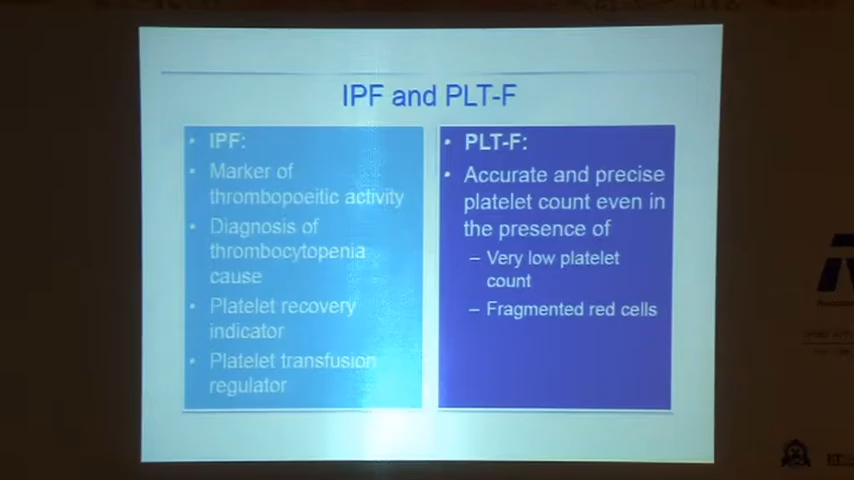 IPF and PLT-F
• IPF:
• Marker of
thrombopoeitic activity
• Diagnosis of
thrombocytopenia
cause
• Platelet recovery
indicator
• Platelet transfusion
regulator
• PLT-F:
• Accurate and precise
platelet count even in
the presence of
– Very low platelet
count
– Fragmented red cells